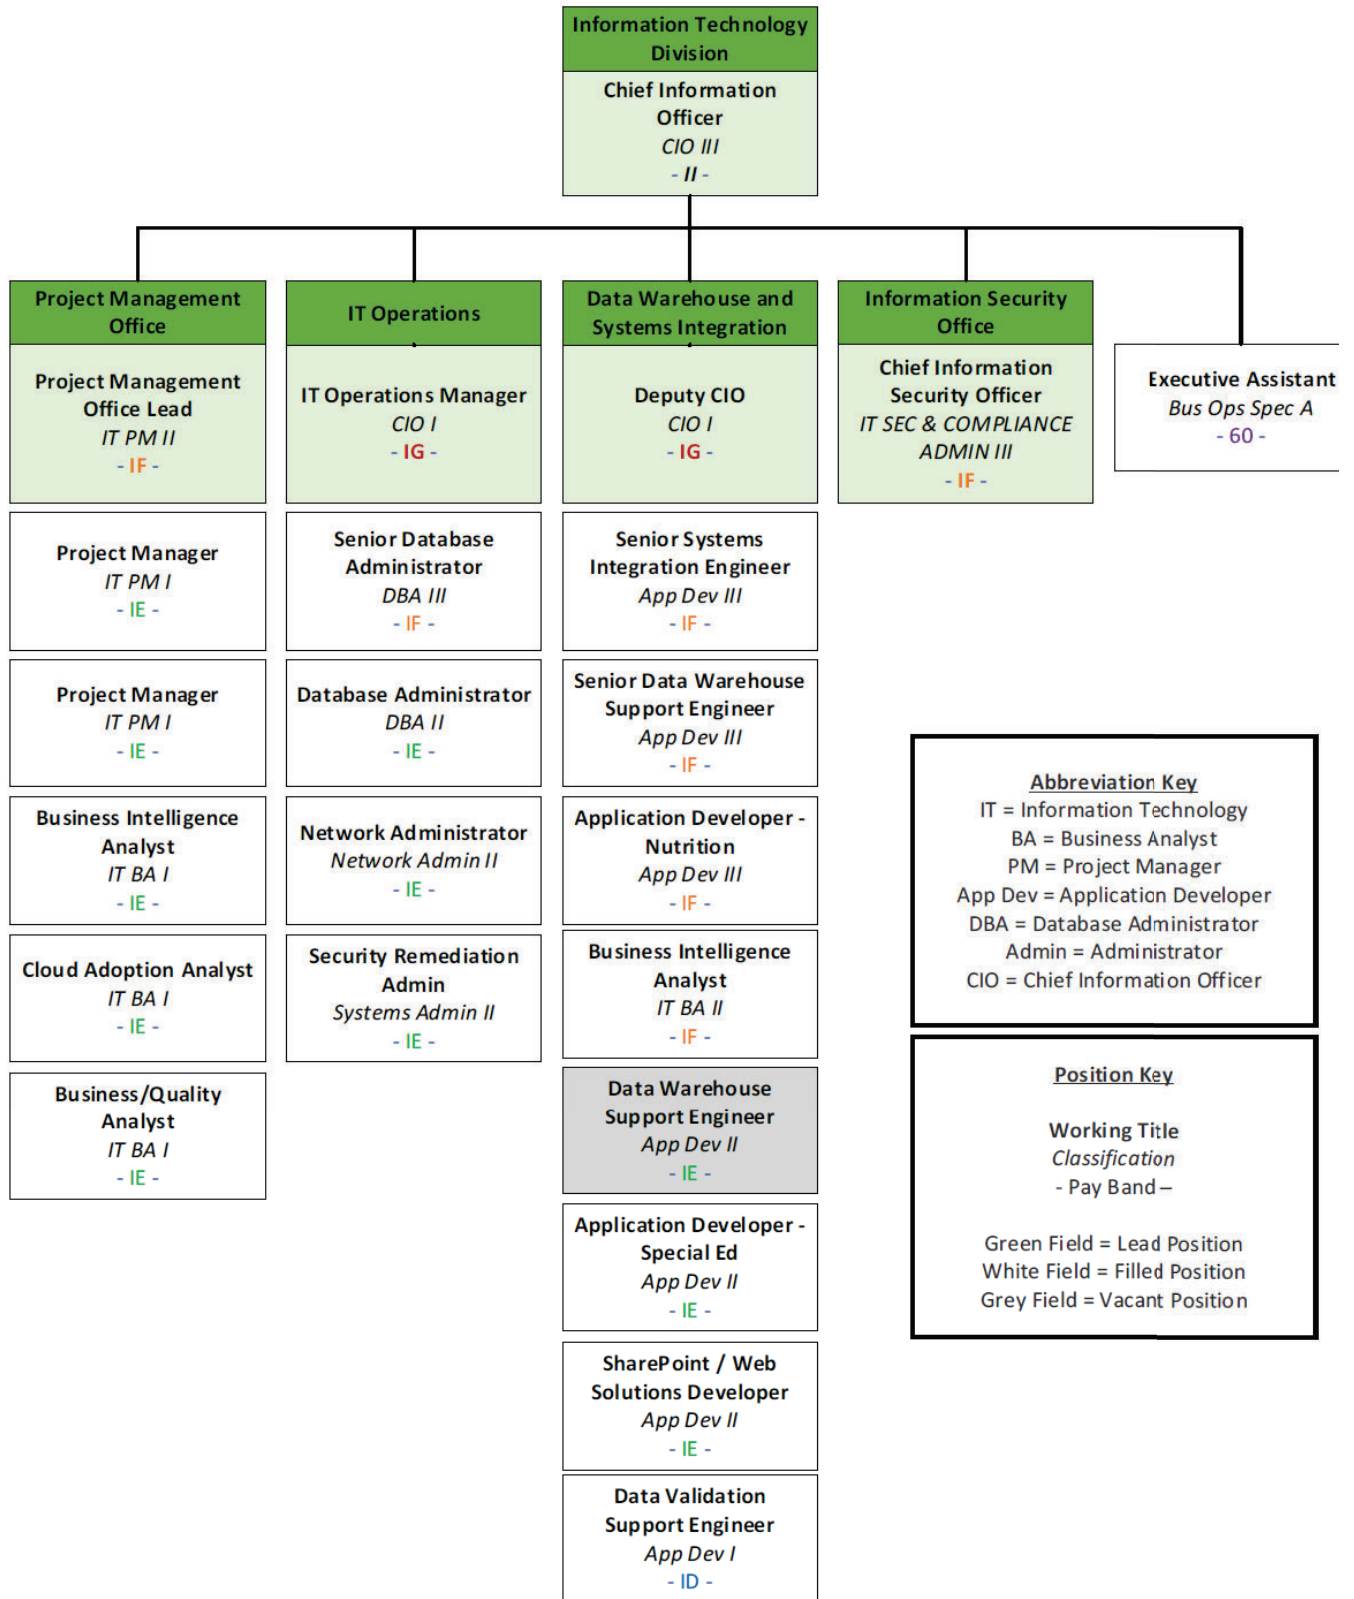 Information Technology
Division
Chief Information
Officer
CIO III
- II -
Project Management
Office
Project Management
Office Lead
IT PM II
- IF -
Project Manager
IT PM I
- IE -
Project Manager
IT PM I
- IE -
Business Intelligence
Analyst
IT BA I
- IE -
Cloud Adoption Analyst
IT BA I
- IE -
Business/Quality
Analyst
IT BA I
- IE -
IT Operations
IT Operations Manager
CIO I
- IG -
Senior Database
Administrator
DBA III
- IF -
Database Administrator
DBA II
- IE -
Network Administrator
Network Admin II
- IE -
Security Remediation
Admin
Systems Admin II
- IE -
Data Warehouse and
Systems Integration
Deputy CIO
CIO I
- IG -
Senior Systems
Integration Engineer
App Dev III
- IF -
Senior Data Warehouse
Support Engineer
App Dev III
- IF -
Application Developer -
Nutrition
App Dev III
- IF -
Business Intelligence
Analyst
IT BA II
- IF -
Data Warehouse
Support Engineer
App Dev II
- IE -
Application Developer -
Special Ed
App Dev II
- IE -
SharePoint / Web
Solutions Developer
App Dev II
- IE -
Data Validation
Support Engineer
App Dev I
- ID -
Information Security
Office
Chief Information
Security Officer
IT SEC & COMPLIANCE
ADMIN III
- IF -
Executive Assistant
Bus Ops Spec A
- 60 -
Abbreviation Key
IT = Information Technology
BA = Business Analyst
PM = Project Manager
App Dev = Application Developer
DBA = Database Administrator
Admin = Administrator
CIO = Chief Information Officer
Position Key
Working Title
Classification
- Pay Band –
Green Field = Lead Position
White Field = Filled Position
Grey Field = Vacant Position